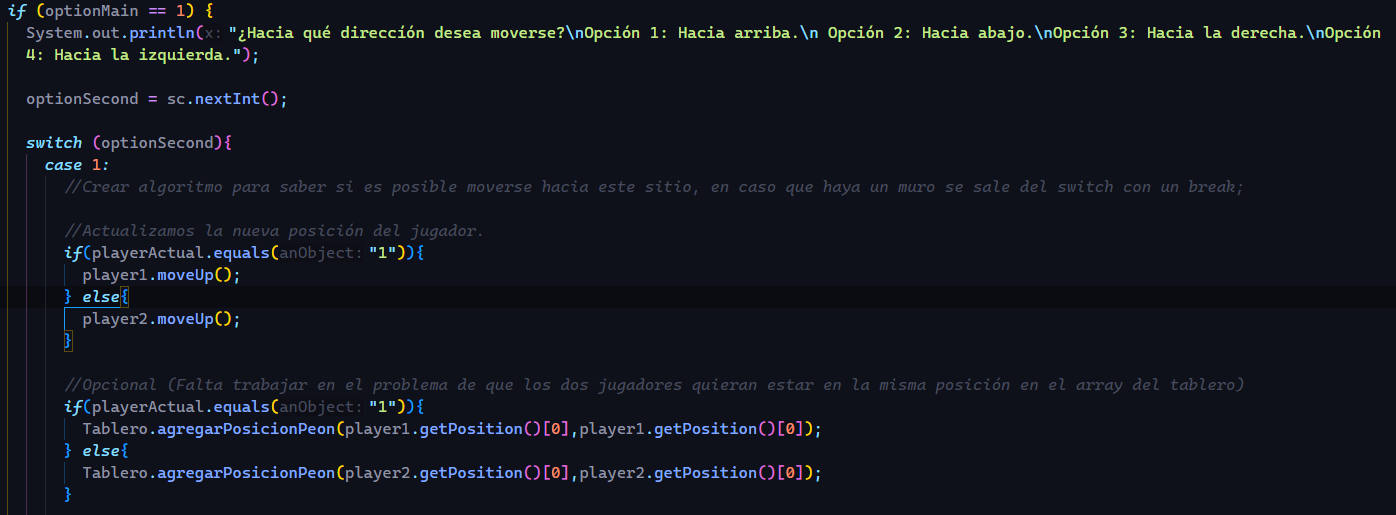 if (optionMain == 1) {
System.out.println(x: "¿Hacia qué direccíón desea moverse?\nOpción 1: Hacia arriba.\n Opción 2: Hacia abajo.\nOpción 3: Hacia la derecha.\nOpción
4: Hacia la izquierda.");
optionSecond = sc.nextInt();
switch (optionSecond){
case 1:
//Crear algoritmo para saber si es posible moverse hacia este sitio, en caso que haya un muro se sale del switch con un break;
//Actualizamos la nueva posición del jugador.
if(playerActual.equals(anObject: "1")){
player1.moveUp();
} else{
player2.moveUp();
}
//Opcional (Falta trabajar en el problema de que los dos jugadores quieran estar en la misma posición en el array del tablero)
if(playerActual.equals(anObject: "1")){
Tablero.agregarPosicionPeon(player1.getPosition()[0],player1.getPosition()[0]);
} else{
Tablero.agregarPosicionPeon(player2.getPosition()[0],player2.getPosition()[0]);
}